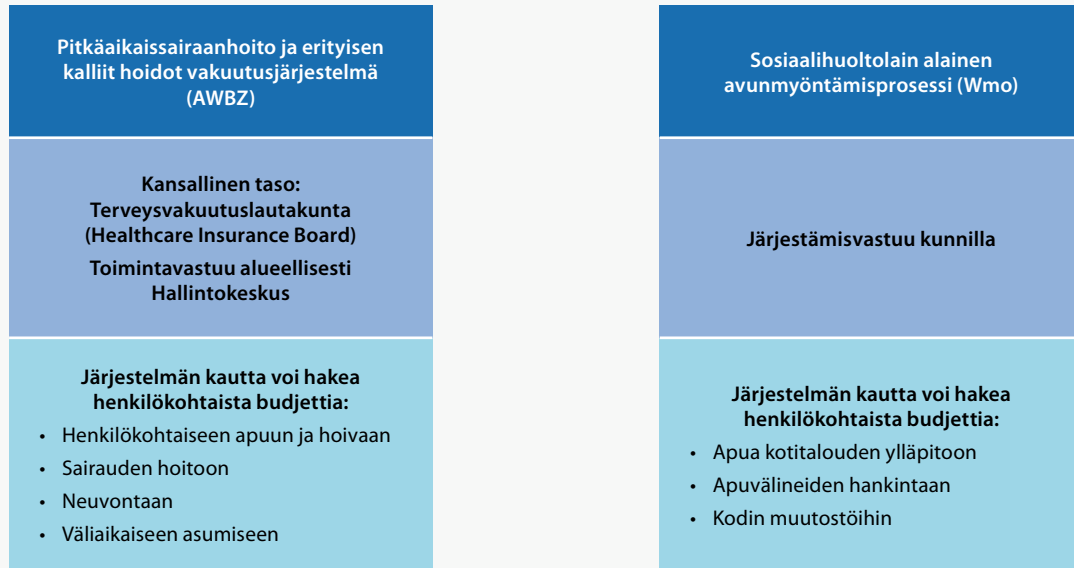 Pitkäaikaissairaanhoito ja erityisen
kalliit hoidot vakuutusjärjestelmä
(AWBZ)
Kansallinen taso:
Terveysvakuutuslautakunta
(Healthcare Insurance Board)
Toimintavastuu alueellisesti
Hallintokeskus
Järjestelmän kautta voi hakea
henkilökohtaista budjettia:
• Henkilökohtaiseen apuun ja hoivaan
• Sairauden hoitoon
• Neuvontaan
• Väliaikaiseen asumiseen
Sosiaalihuoltolain alainen
avunmyöntämisprosessi (Wmo)
Järjestämisvastuu kunnilla
Järjestelmän kautta voi hakea
henkilökohtaista budjettia:
• Apua kotitalouden ylläpitoon
• Apuvälineiden hankintaan
• Kodin muutostöihin